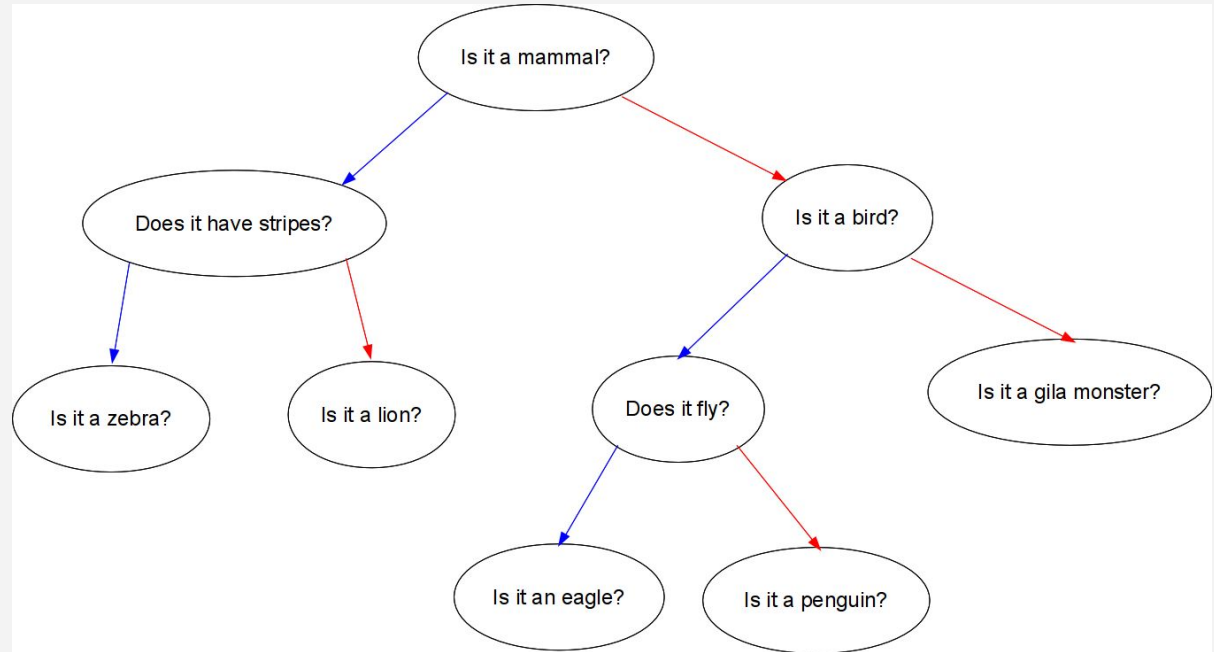 Is it a mammal?
Does it have stripes?
Is it a bird?
Is it a zebra?
Is it a lion?
Does it fly?
Is it a gila monster?
Is it an eagle?
Is it a penguin?